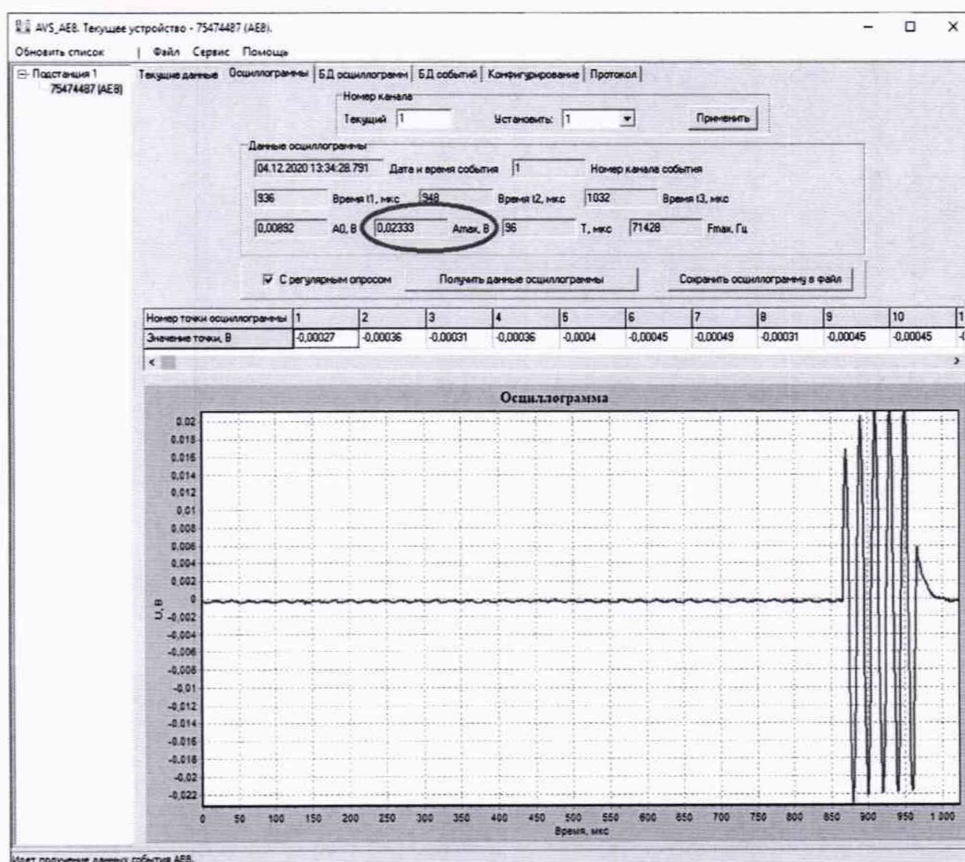 AVS_AE8. Текущее устройство - 75474487 (AE8).
Обновить список | Файл Сервис Помощь
Подстанция 1
75474487 (AE8)
Текущие данные Осциллограммы БД осциллограмм БД событий Конфигурирование Протокол
Номер канала
Текущий 1 Установить: 1 Применить
Данные осциллограммы
04.12.2020 13:34:28.791 Дата и время события 1 Номер канала события
936 Время t1, мкс 948 Время t2, мкс 1032 Время t3, мкс
0,00892 A0, В 0,02333 Amax, В 96 T, мкс 71428 Fmax, Гц
С регулярным опросом Получить данные осциллограммы Сохранить осциллограмму в файл
Номер точки осциллограммы 1 2 3 4 5 6 7 8 9 10 1
Значение точки, В -0,00027 -0,00036 -0,00031 -0,00036 -0,0004 -0,00045 -0,00049 -0,00031 -0,00045 -0,00045
Осциллограмма
0.02
0.018
0.016
0,014
0,012
0,01
0.008
0.006
0.004
0,002
0
-0,002
-0,004
-0,006
-0,008
-0,01
-0,012
-0.014
-0.016
-0.018
-0,02
-0,022
U, В
0 50 100 150 200 250 300 350 400 450 500 550 600 650 700 750 800 850 900 950 1 000
Время, мкс
Идет получение данных события AE8.